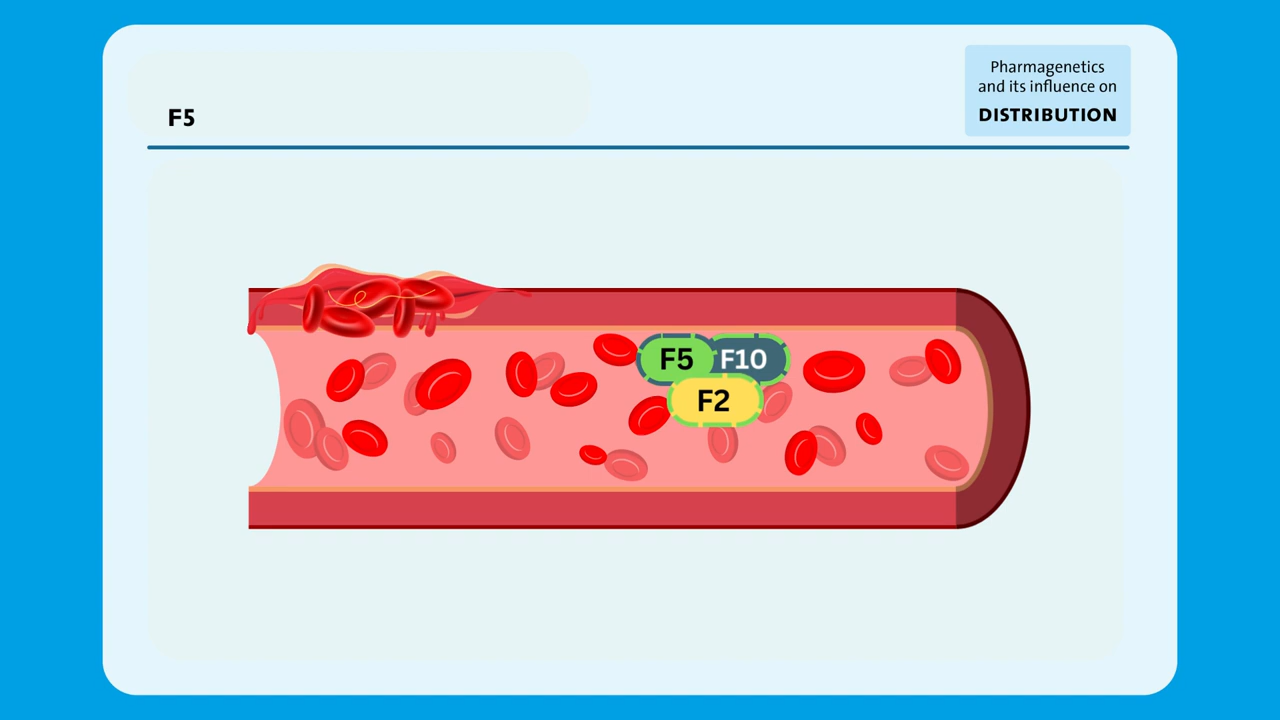 F5
Pharmagenetics
and its influence on
DISTRIBUTION
F5
F10
F2